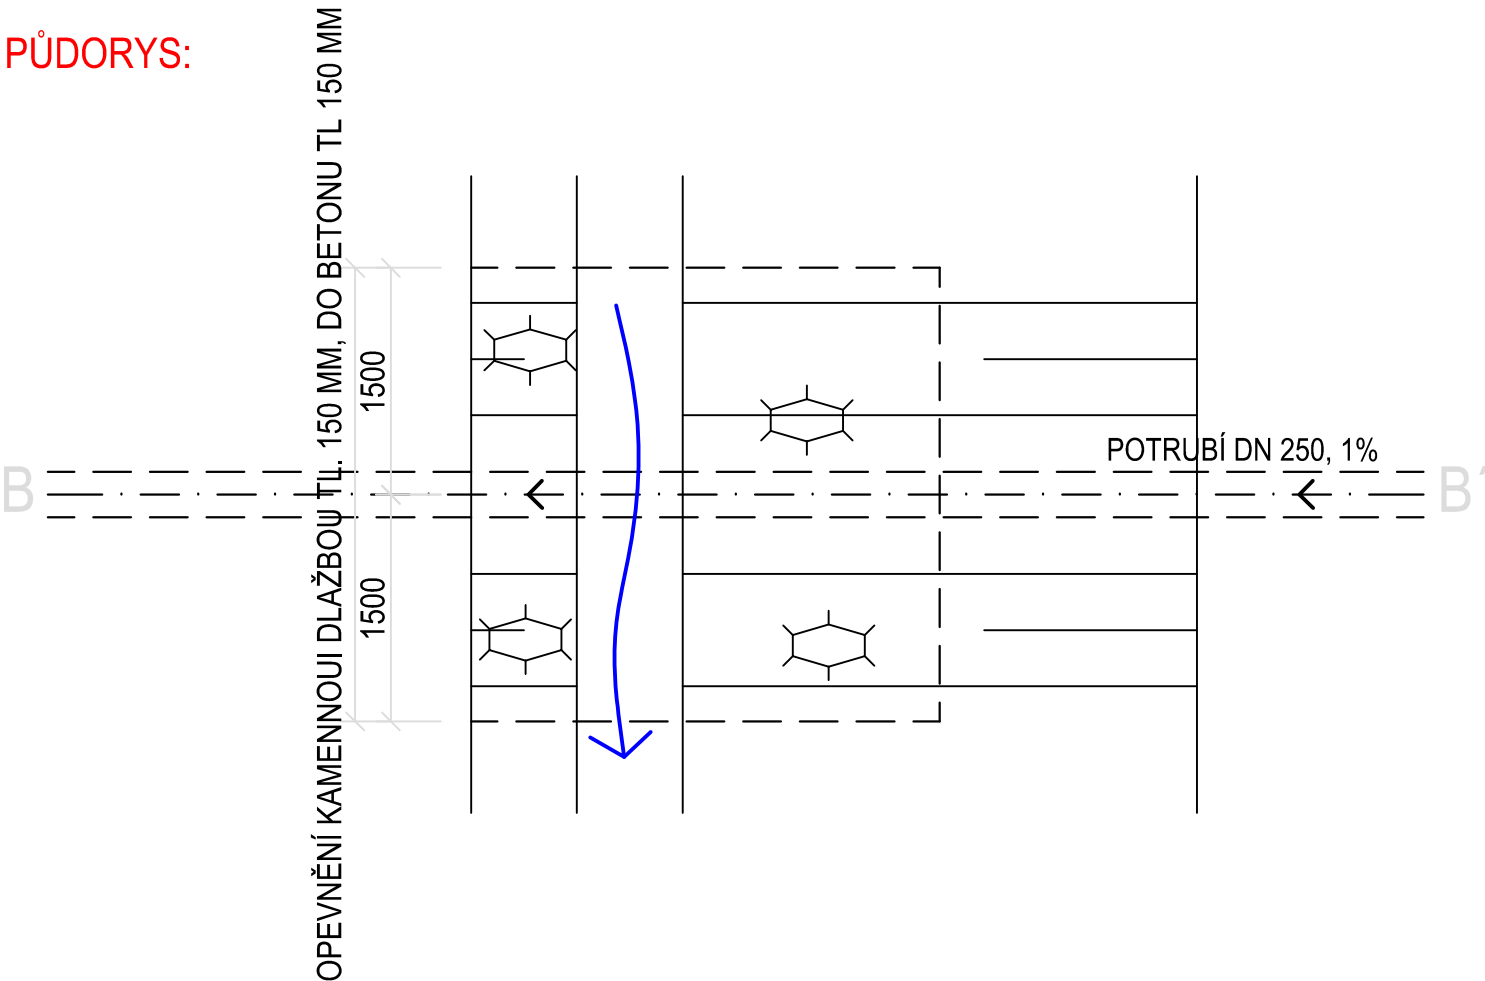 PŮDORYS:
OPEVNĚNÍ KAMENNOUI DLAŽBOU TL. 150 MM, DO BETONU TL 150 MM
1500
1500
POTRUBÍ DN 250, 1%
B
B'